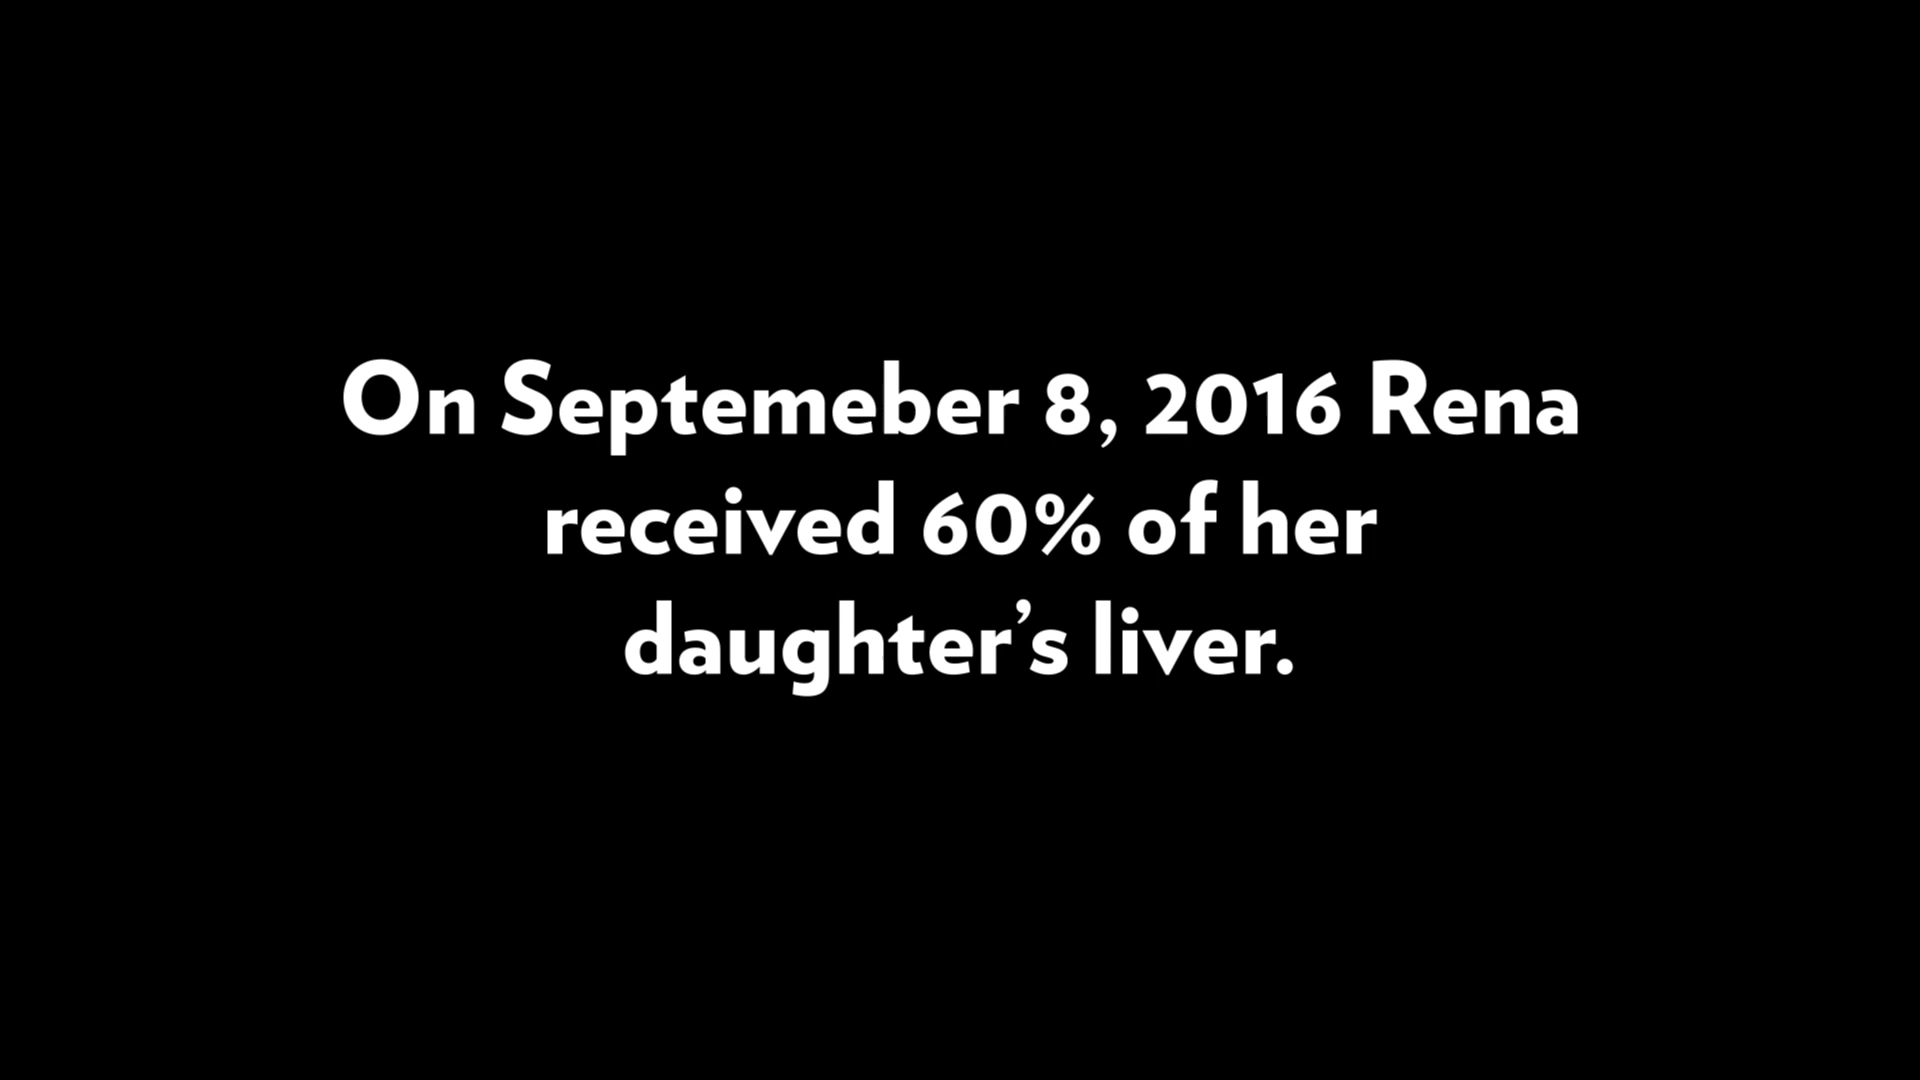 On Septemeber 8, 2016 Rena
received 60% of her
daughter’s liver.